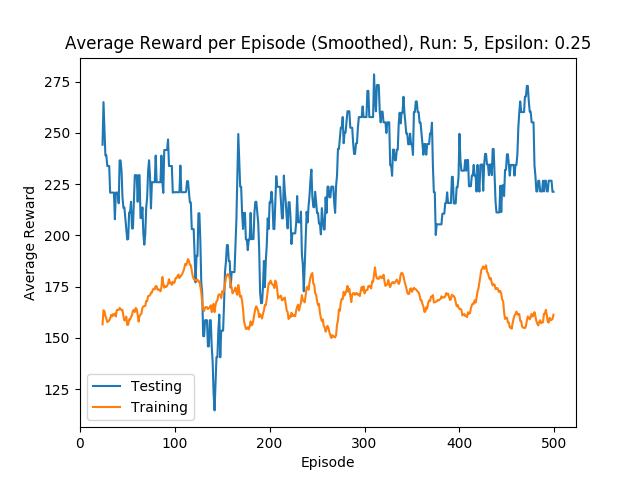 Average Reward per Episode (Smoothed), Run: 5, Epsilon: 0.25
275
250
225
200
175
150
125
Average Reward
Testing
Training
0 100 200 300 400 500
Episode